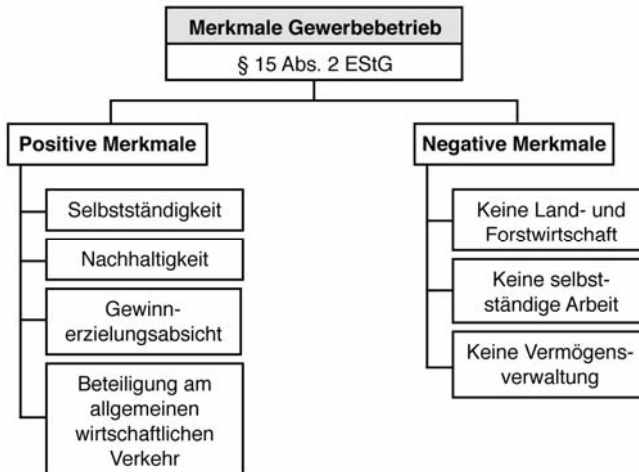 Merkmale Gewerbebetrieb
§ 15 Abs. 2 EStG
Positive Merkmale
Selbstständigkeit
Nachhaltigkeit
Gewinn-
erzielungsabsicht
Beteiligung am
allgemeinen
wirtschaftlichen
Verkehr
Negative Merkmale
Keine Land- und
Forstwirtschaft
Keine selbst-
ständige Arbeit
Keine Vermögens-
verwaltung